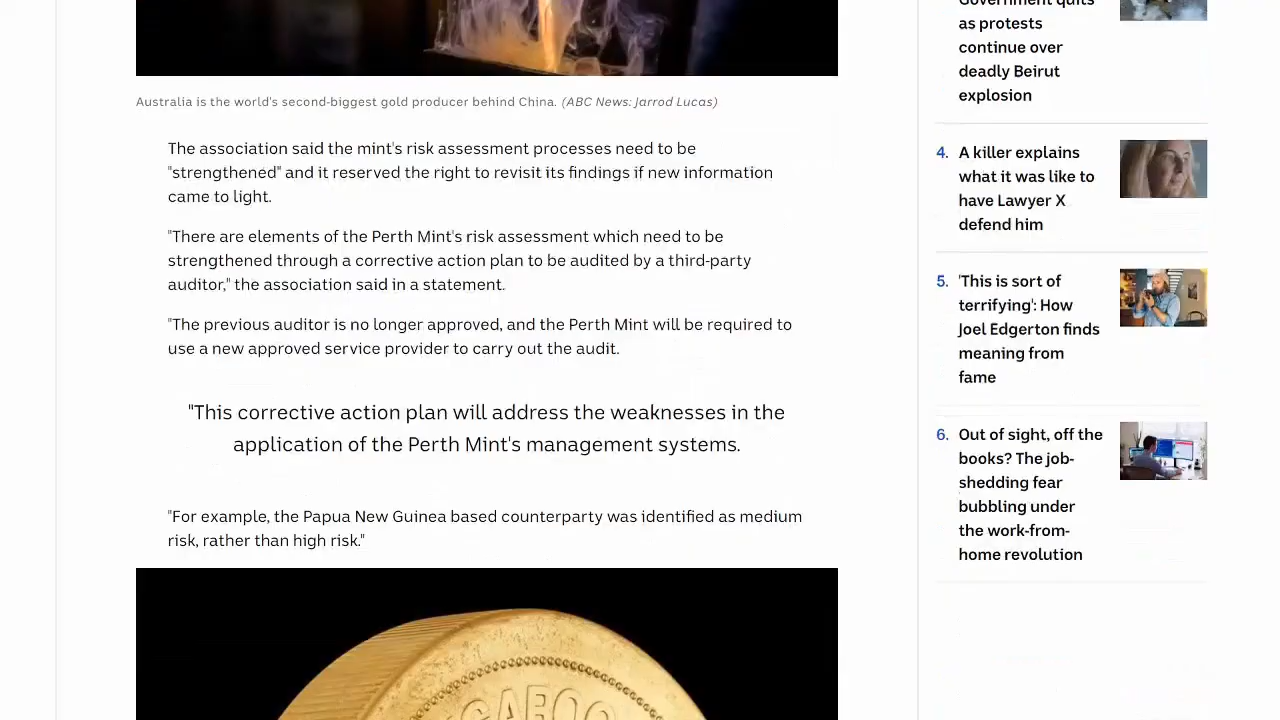 Australia is the world's second-biggest gold producer behind China. (ABC News: Jarrod Lucas)
The association said the mint's risk assessment processes need to be
"strengthened" and it reserved the right to revisit its findings if new information
came to light.
"There are elements of the Perth Mint's risk assessment which need to be
strengthened through a corrective action plan to be audited by a third-party
auditor," the association said in a statement.
"The previous auditor is no longer approved, and the Perth Mint will be required to
use a new approved service provider to carry out the audit.
"This corrective action plan will address the weaknesses in the
application of the Perth Mint's management systems.
"For example, the Papua New Guinea based counterparty was identified as medium
risk, rather than high risk."
Government quits
as protests
continue over
deadly Beirut
explosion
4. A killer explains
what it was like to
have Lawyer X
defend him
5. 'This is sort of
terrifying': How
Joel Edgerton finds
meaning from
fame
6. Out of sight, off the
books? The job-
shedding fear
bubbling under
the work-from-
home revolution